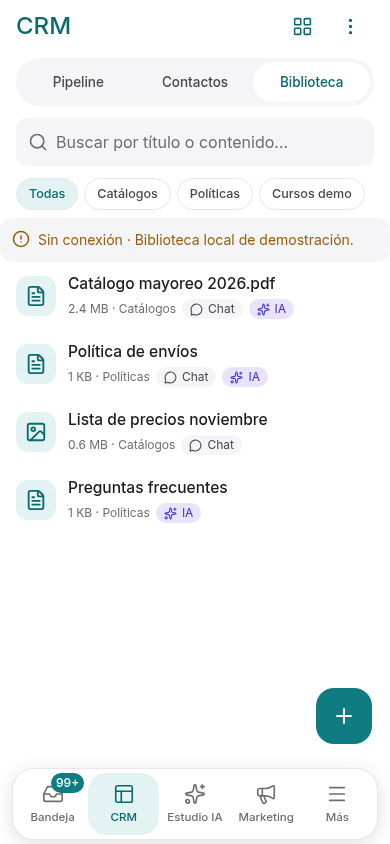 CRM
Pipeline Contactos Biblioteca
Buscar por título o contenido...
Todas Catálogos Políticas Cursos demo
Sin conexión · Biblioteca local de demostración.
Catálogo mayoreo 2026.pdf
2.4 MB · Catálogos Chat IA
Política de envíos
1 KB · Políticas Chat IA
Lista de precios noviembre
0.6 MB · Catálogos Chat
Preguntas frecuentes
1 KB · Políticas IA
99+
Bandeja CRM Estudio IA Marketing Más